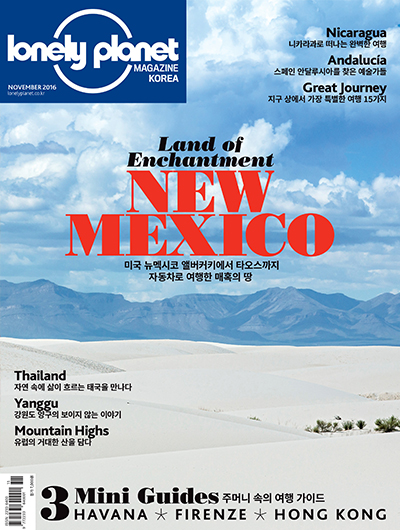 lonely planet
MAGAZINE
KOREA
NOVEMBER 2016
lonelyplanet.co.kr
Nicaragua
니카라과로 떠나는 완벽한 여행
Andalucía
스페인 안달루시아를 찾은 예술가들
Great Journey
지구 상에서 가장 특별한 여행 15가지
Land of
Enchantment
NEW
MEXICO
미국 뉴멕시코 앨버커키에서 타오스까지
자동차로 여행한 매혹의 땅
Thailand
자연 속에 삶이 흐르는 태국을 만나다
Yanggu
강원도 양구의 보이지 않는 이야기
Mountain Highs
유럽의 거대한 산을 담다
3 Mini Guides 주머니 속의 여행 가이드
HAVANA ★ FIRENZE ★ HONG KONG